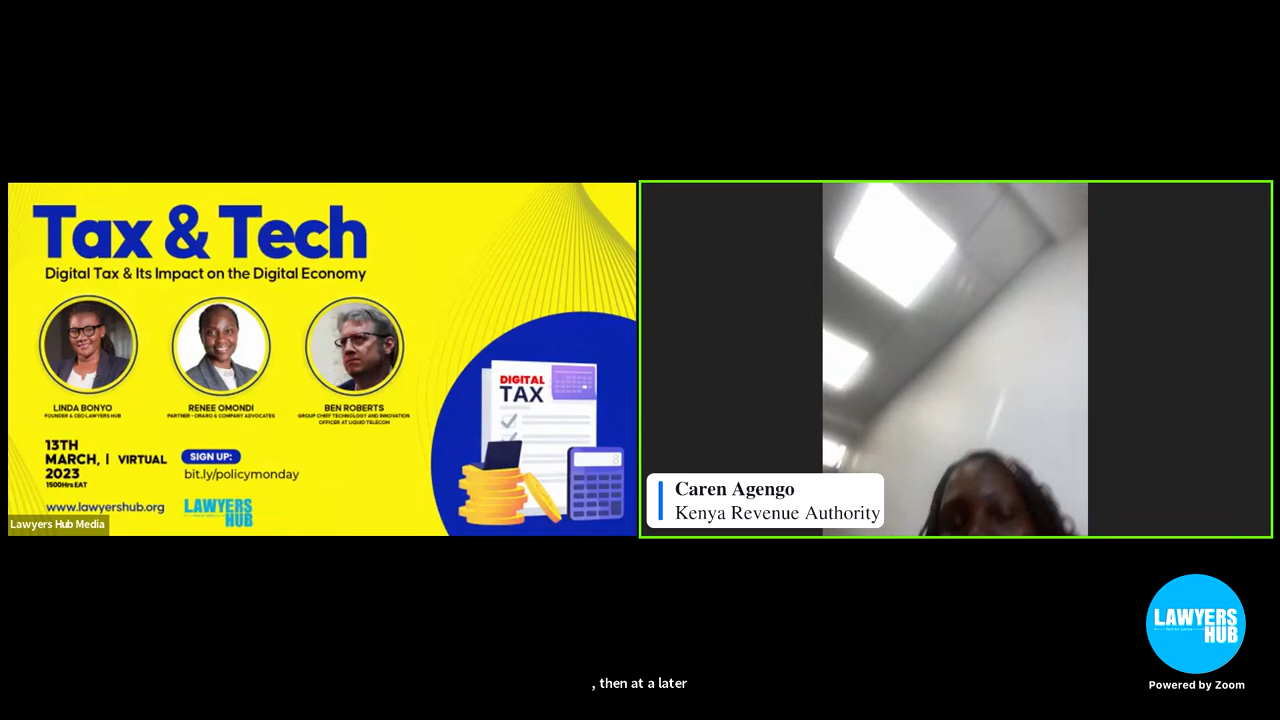 Tax & Tech
Digital Tax & Its Impact on the Digital Economy
LINDA BONYO
FOUNDER & CEO LAWYERS HUB
RENEE OMONDI
PARTNER - ORARO & COMPANY ADVOCATES
BEN ROBERTS
GROUP CHIEF TECHNOLOGY AND INNOVATION
OFFICER AT LIQUID TELECOM
13TH
MARCH, | VIRTUAL
2023
1500Hrs EAT
SIGN UP:
bit.ly/policymonday
www.lawyershub.org
LAWYERS
HUB
DIGITAL
TAX
Lawyers Hub Media
Caren Agengo
Kenya Revenue Authority
LAWYERS
HUB
Powered by Zoom
, then at a later